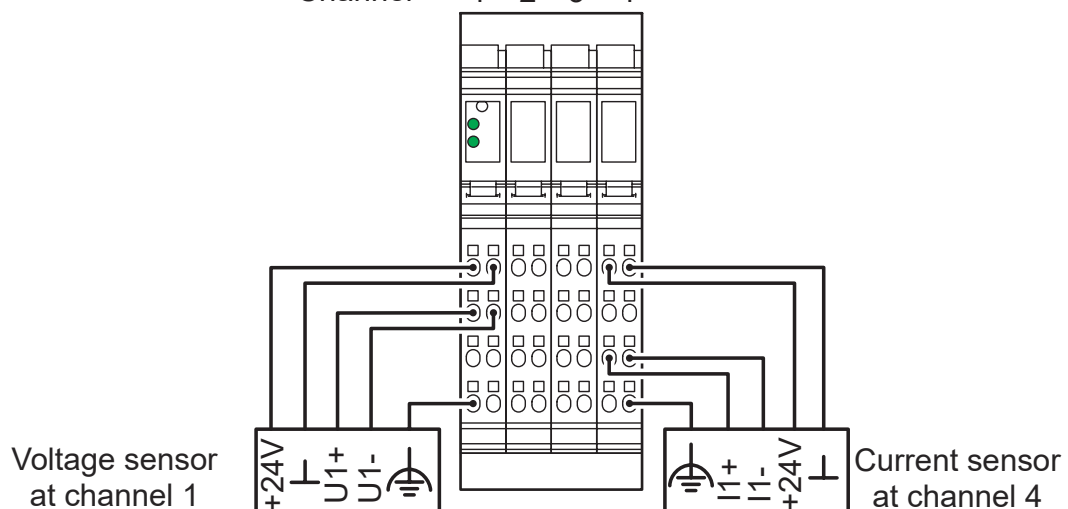 Voltage sensor
at channel 1
+24V
U1+
U1-
I1+
I1-
+24V
Current sensor
at channel 4